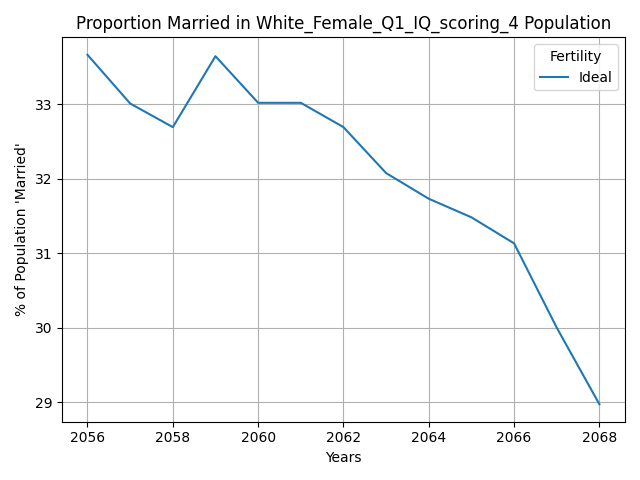 Proportion Married in White_Female_Q1_IQ_scoring_4 Population
Fertility
Ideal
% of Population 'Married'
33
32
31
30
29
2056 2058 2060 2062 2064 2066 2068
Years